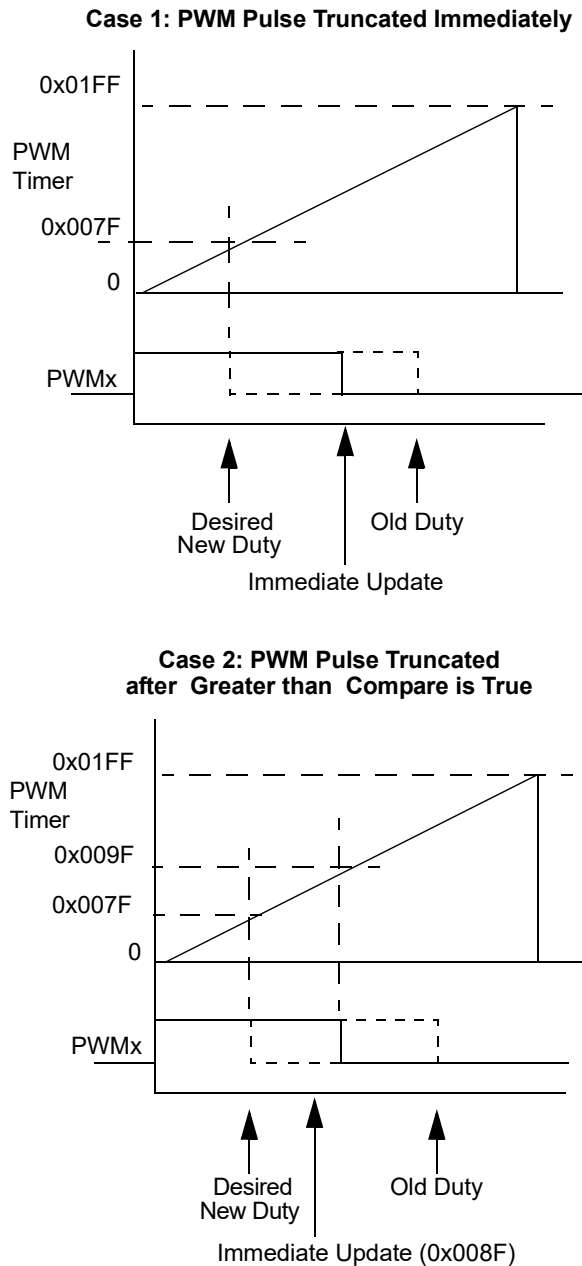 Case 1: PWM Pulse Truncated Immediately
0x01FF
PWM
Timer
0x007F
0
PWMx
Desired
New Duty
Old Duty
Immediate Update
Case 2: PWM Pulse Truncated
after Greater than Compare is True
0x01FF
PWM
Timer
0x009F
0x007F
0
PWMx
Desired
New Duty
Old Duty
Immediate Update (0x008F)